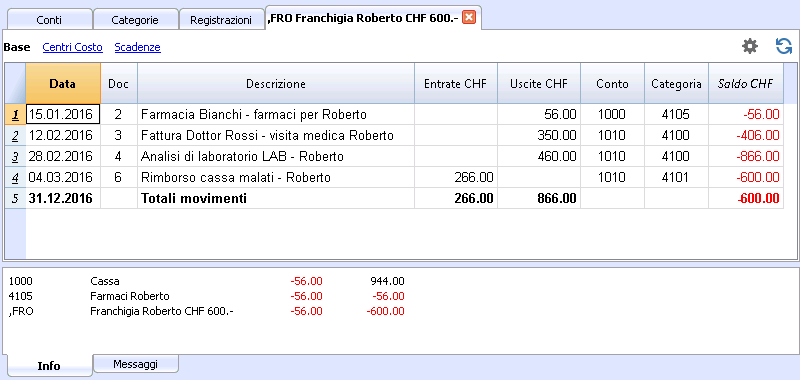 Conti Categorie Registrazioni ,FRO Franchigia Roberto CHF 600.-
Base Centri Costo Scadenze
Data Doc Descrizione Entrate CHF Uscite CHF Conto Categoria Saldo CHF
1 15.01.2016 2 Farmacia Bianchi - farmaci per Roberto 56.00 1000 4105 -56.00
2 12.02.2016 3 Fattura Dottor Rossi - visita medica Roberto 350.00 1010 4100 -406.00
3 28.02.2016 4 Analisi di laboratorio LAB - Roberto 460.00 1010 4100 -866.00
4 04.03.2016 6 Rimborso cassa malati - Roberto 266.00 1010 4101 -600.00
5 31.12.2016 Totali movimenti 266.00 866.00 -600.00
1000 Cassa -56.00 944.00
4105 Farmaci Roberto -56.00 -56.00
,FRO Franchigia Roberto CHF 600.- -56.00 -600.00
Info Messaggi